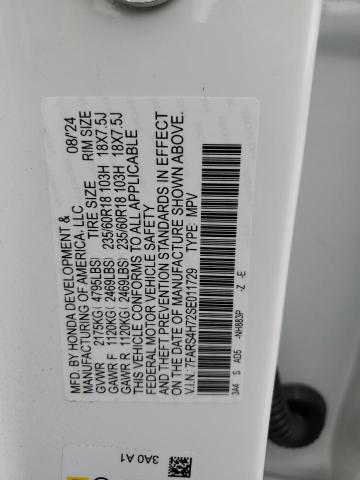 MFD. BY HONDA DEVELOPMENT &
MANUFACTURING OF AMERICA, LLC 08/'24
TIRE SIZE RIM SIZE
GVWR 2175KG ( 4795LBS)
GAWR F 1120KG ( 2469LBS) 235/60R18 103H 18X7.5J
GAWR R 1120KG ( 2469LBS) 235/60R18 103H 18X7.5J
THIS VEHICLE CONFORMS TO ALL APPLICABLE
FEDERAL MOTOR VEHICLE SAFETY
AND THEFT PREVENTION STANDARDS IN EFFECT
ON THE DATE OF MANUFACTURE SHOWN ABOVE.
V.I.N.: 7FARS4H72SE011729 TYPE: MPV
3A4 S AD5 -NH883P -Z -E
3A0 A1